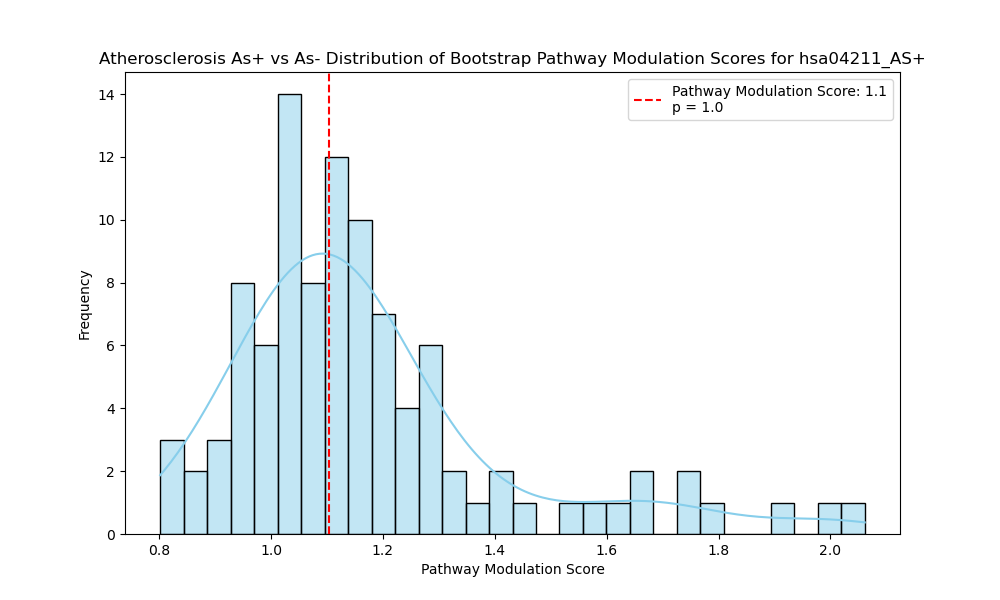 Atherosclerosis As+ vs As- Distribution of Bootstrap Pathway Modulation Scores for hsa04211_AS+
Pathway Modulation Score: 1.1
p = 1.0
14
12
10
8
6
4
2
0
Frequency
0.8 1.0 1.2 1.4 1.6 1.8 2.0
Pathway Modulation Score